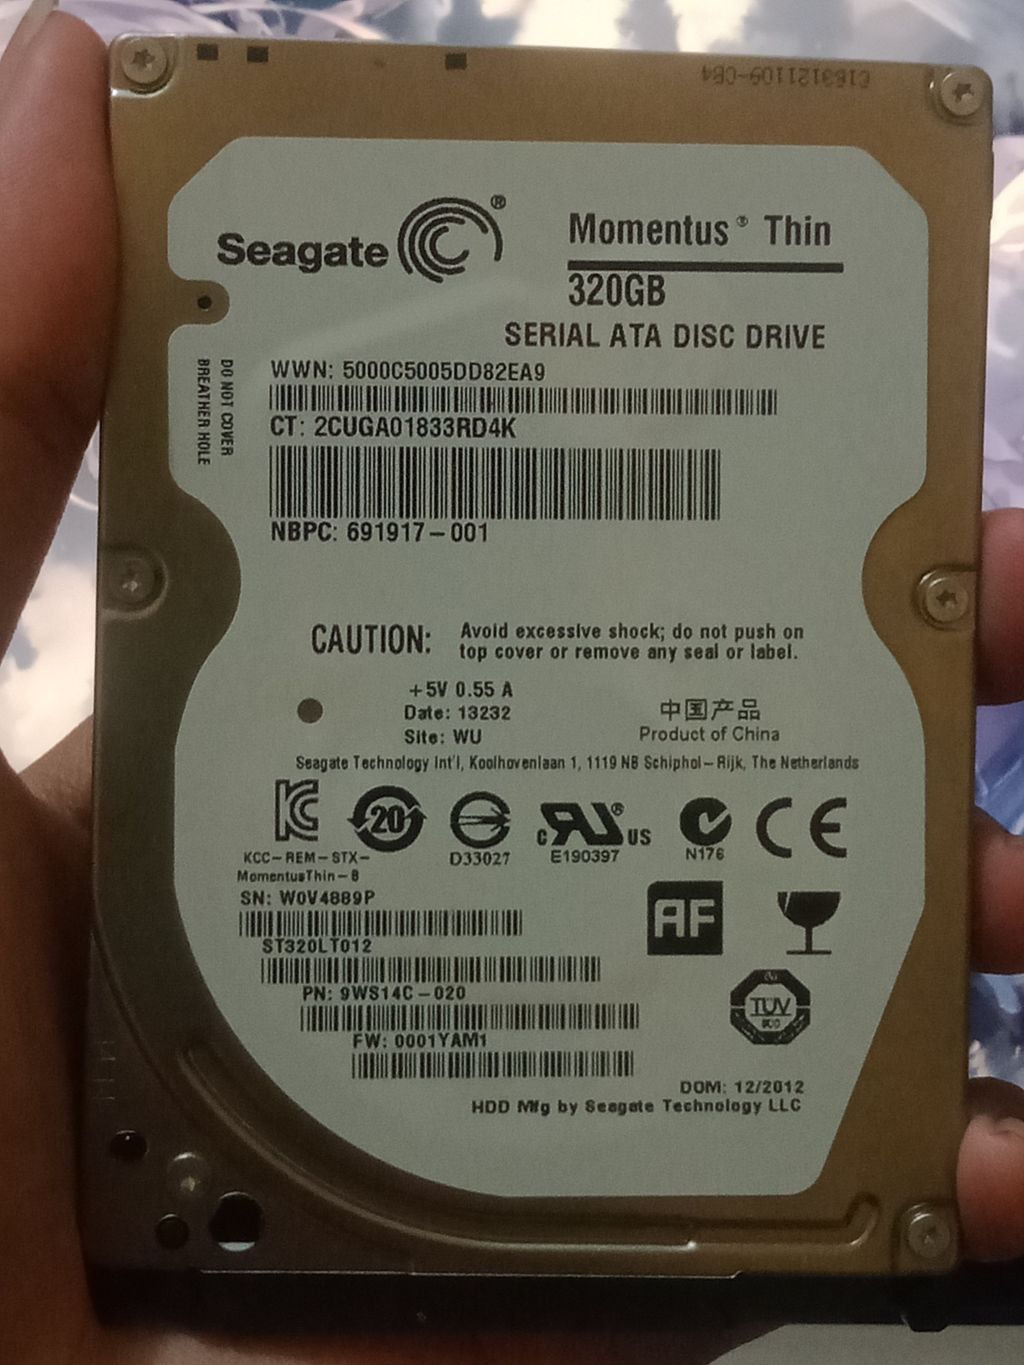 Seagate®
Momentus® Thin
320GB
SERIAL ATA DISC DRIVE
WWN: 5000C5005DD82EA9
CT: 2CUGA01833RD4K
NBPC: 691917-001
DO NOT COVER
BREATHER HOLE
CAUTION: Avoid excessive shock; do not push on
top cover or remove any seal or label.
+5V 0.55 A
Date: 13232
Site: WU
中国产品
Product of China
Seagate Technology Int'l, Koolhovenlaan 1, 1119 NB Schiphol-Rijk, The Netherlands
20
c RU® US
CE
KCC-REM-STX-
MomentusThin-8
D33027
E190397
N176
SN: W0V4889P
AF
ST320LT012
PN: 9WS14C-020
TÜV
FW: 0001YAM1
DOM: 12/2012
HDD Mfg by Seagate Technology LLC